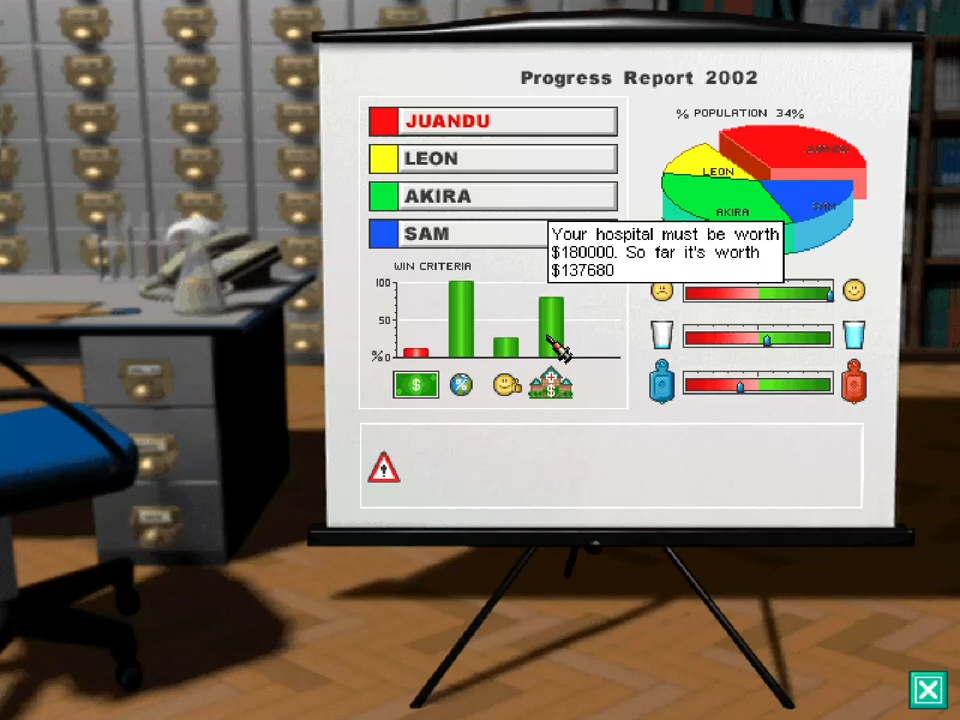 Progress Report 2002
JUANDU
LEON
AKIRA
SAM
% POPULATION 34%
JUANDU
LEON
AKIRA
SAM
Your hospital must be worth
$180000. So far it's worth
$137680
WIN CRITERIA
100
50
%0
$
%
$